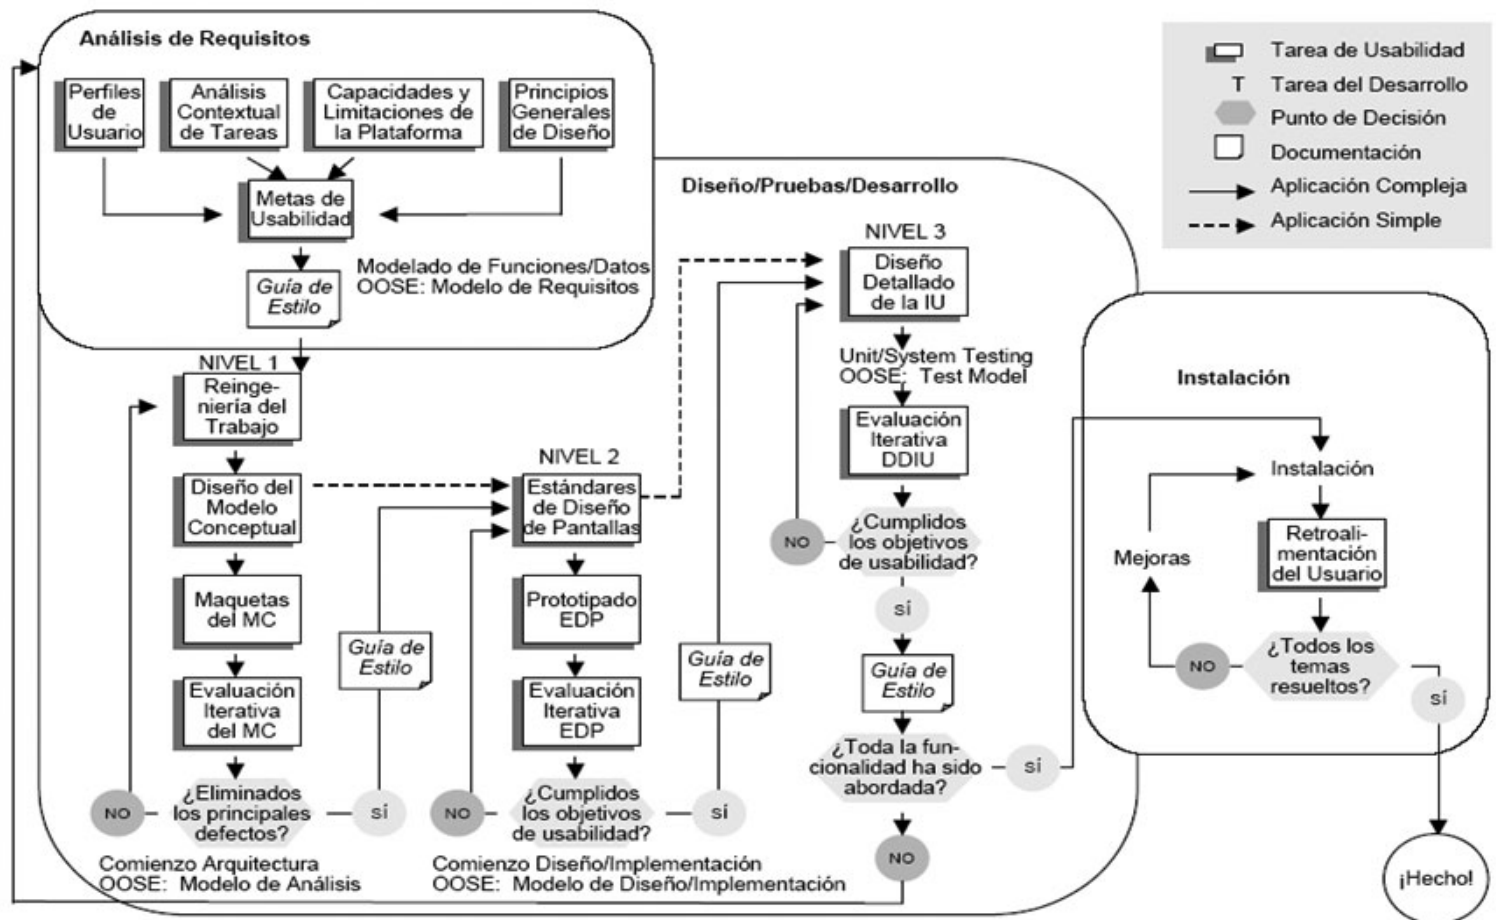 Análisis de Requisitos
Perfiles
de
Usuario
Análisis
Contextual
de Tareas
Capacidades y
Limitaciones de
la Plataforma
Principios
Generales
de Diseño
Metas de
Usabilidad
Guía de
Estilo
Modelado de Funciones/Datos
OOSE: Modelo de Requisitos
Diseño/Pruebas/Desarrollo
NIVEL 1
Reinge-
niería del
Trabajo
Diseño del
Modelo
Conceptual
Maquetas
del MC
Evaluación
Iterativa
del MC
¿Eliminados
los principales
defectos?
NO
SÍ
Comienzo Arquitectura
OOSE: Modelo de Análisis
Guía de
Estilo
NIVEL 2
Estándares
de Diseño
de Pantallas
Prototipado
EDP
Evaluación
Iterativa
EDP
¿Cumplidos
los objetivos
de usabilidad?
NO
SÍ
Comienzo Diseño/Implementación
OOSE: Modelo de Diseño/Implementación
Guía de
Estilo
NIVEL 3
Diseño
Detallado
de la IU
Unit/System Testing
OOSE: Test Model
Evaluación
Iterativa
DDIU
¿Cumplidos
los objetivos
de usabilidad?
NO
SÍ
Guía de
Estilo
¿Toda la fun-
cionalidad ha sido
abordada?
SÍ
NO
Instalación
Instalación
Retroali-
mentación
del Usuario
Mejoras
¿Todos los
temas
resueltos?
NO
SÍ
¡Hecho!
Tarea de Usabilidad
T Tarea del Desarrollo
Punto de Decisión
Documentación
Aplicación Compleja
Aplicación Simple